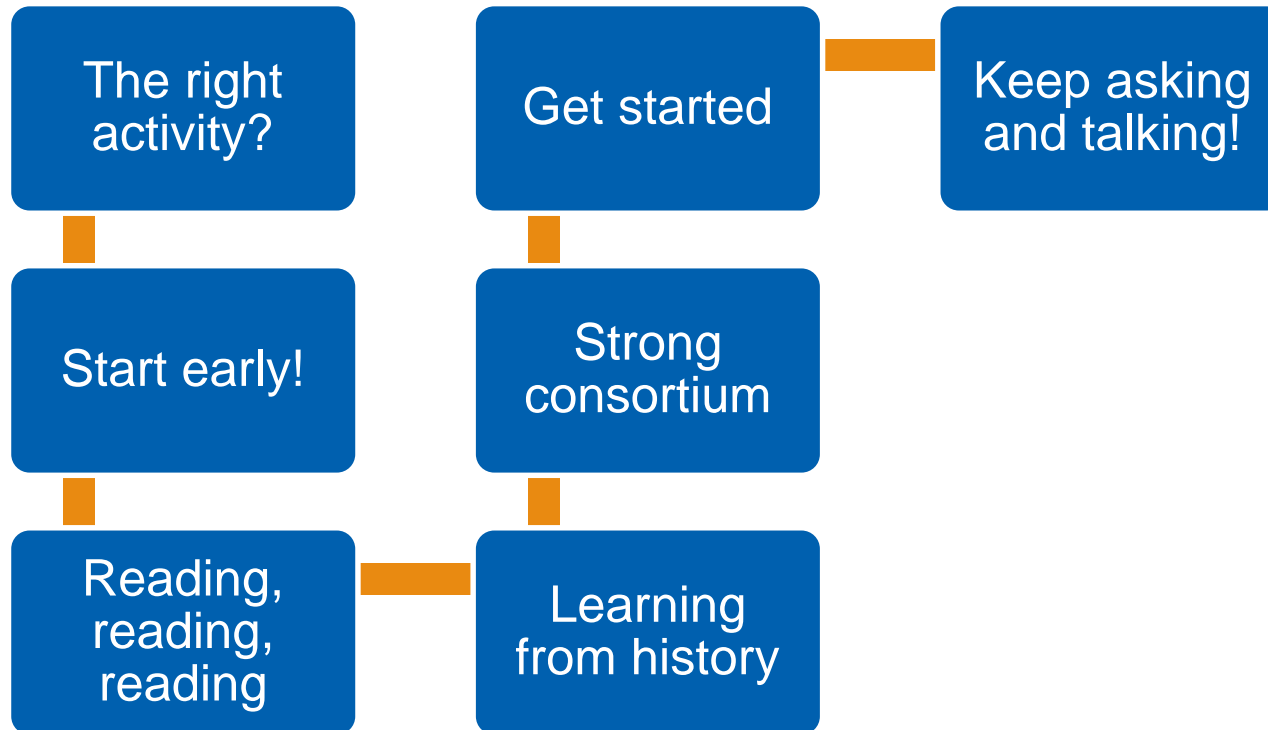 The right
activity?
Start early!
Reading,
reading,
reading
Learning
from history
Strong
consortium
Get started
Keep asking
and talking!